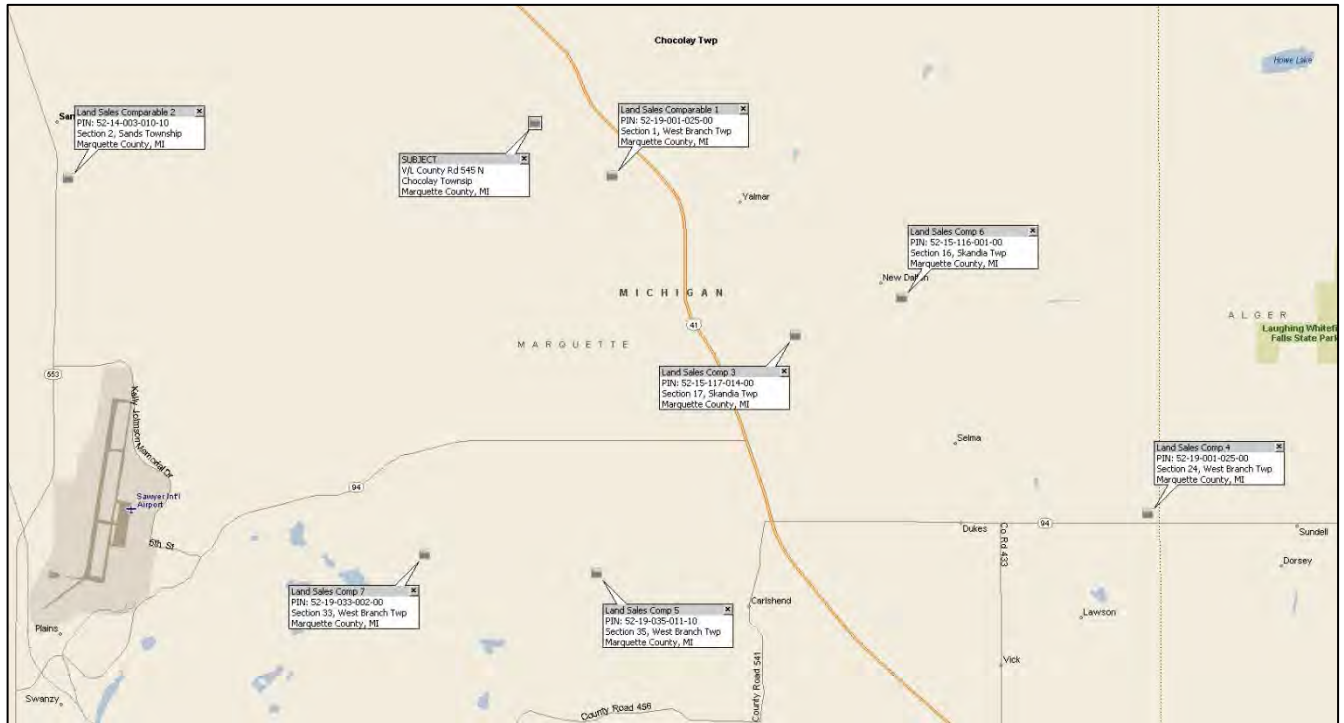 Chocolay Twp
Howe Lake
Land Sales Comparable 2
PIN: 52-14-003-010-10
Section 2, Sands Township
Marquette County, MI
Land Sales Comparable 1
PIN: 52-19-001-025-00
Section 1, West Branch Twp
Marquette County, MI
SUBJECT
V/L County Rd 545 N
Chocolay Townsip
Marquette County, MI
Yalmar
Land Sales Comp 6
PIN: 52-15-116-001-00
Section 16, Skandia Twp
Marquette County, MI
MICHIGAN
ALGER
41
MARQUETTE
Laughing Whitefi
Falls State Park
553
Kelly Johnson Memorial Dr
Land Sales Comp 3
PIN: 52-15-117-014-00
Section 17, Skandia Twp
Marquette County, MI
Selma
Land Sales Comp 4
PIN: 52-19-001-025-00
Section 24, West Branch Twp
Marquette County, MI
94
Sawyer Int'l
Airport
5th St
Dukes
94
Sundell
Co Rd 433
Dorsey
Land Sales Comp 7
PIN: 52-19-033-002-00
Section 33, West Branch Twp
Marquette County, MI
Land Sales Comp 5
PIN: 52-19-035-011-10
Section 35, West Branch Twp
Marquette County, MI
Carlshend
Lawson
Plains
County Road 541
Vick
Swanzy
County Road 456